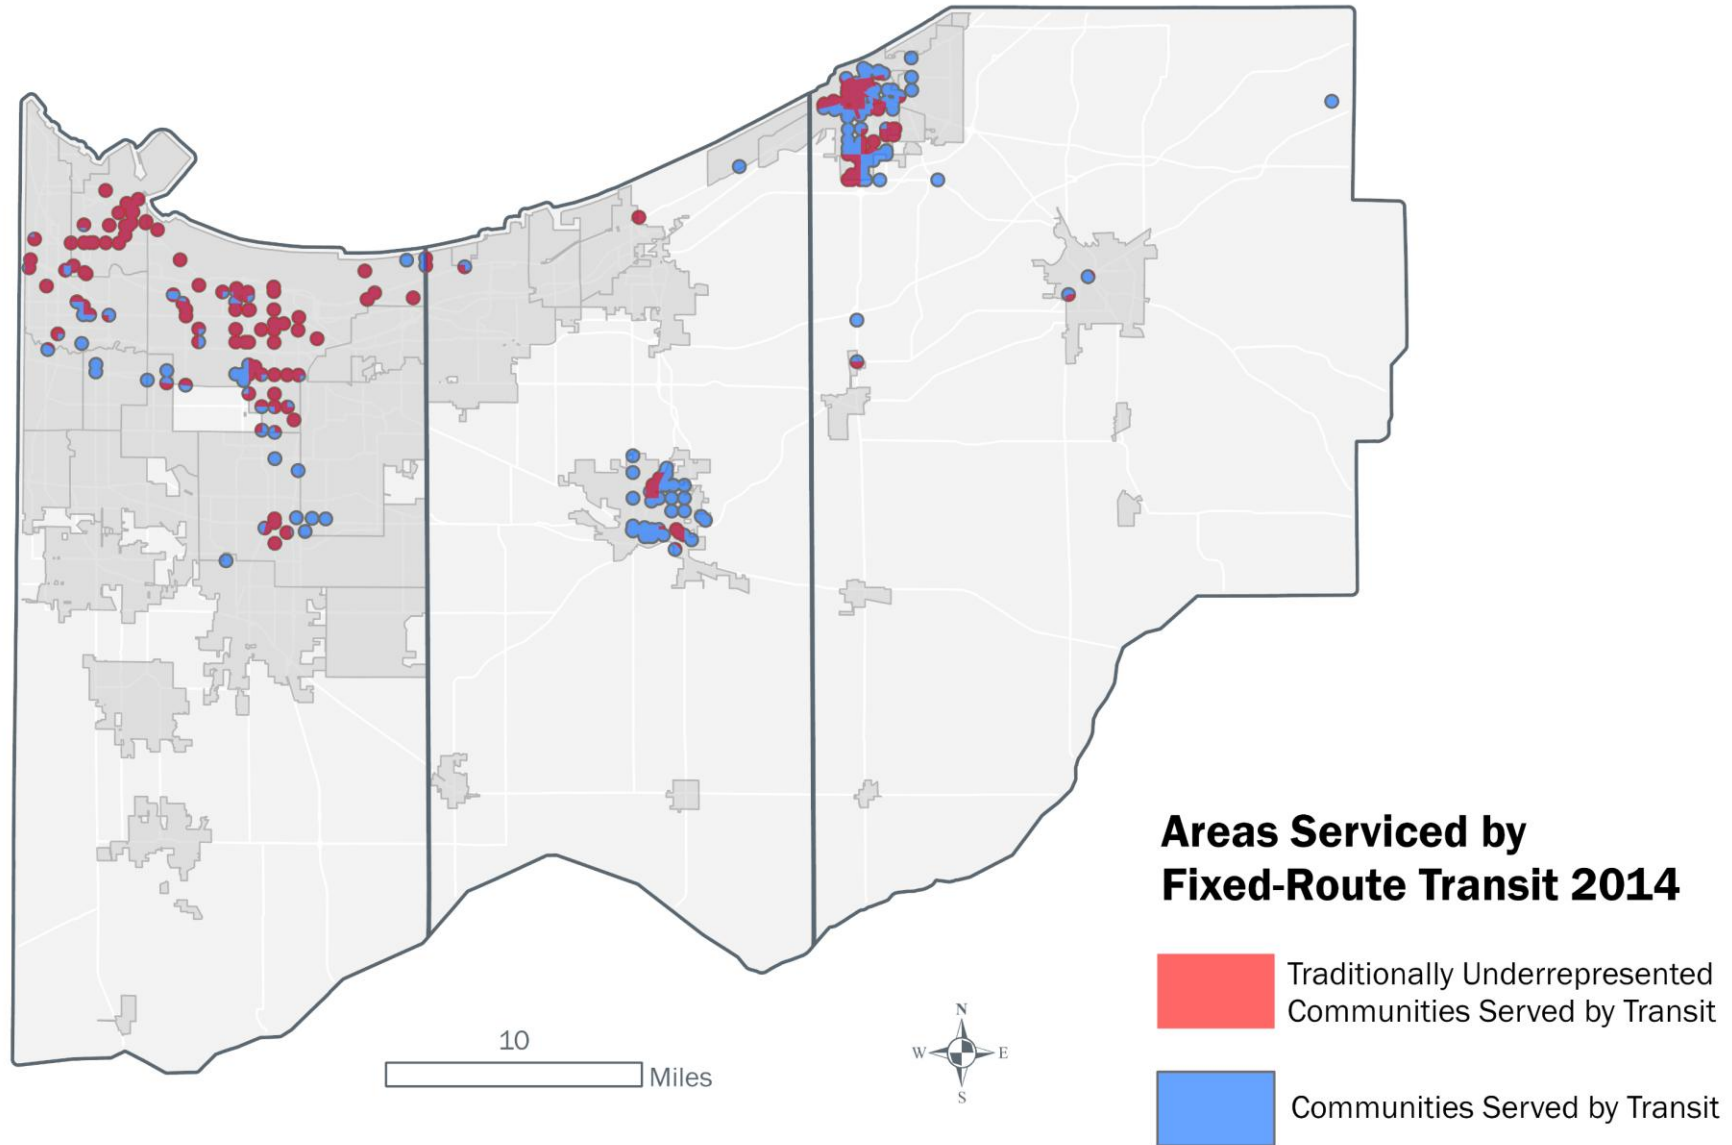 Areas Serviced by
Fixed-Route Transit 2014
Traditionally Underrepresented
Communities Served by Transit
Communities Served by Transit
10
Miles
N
W E
S